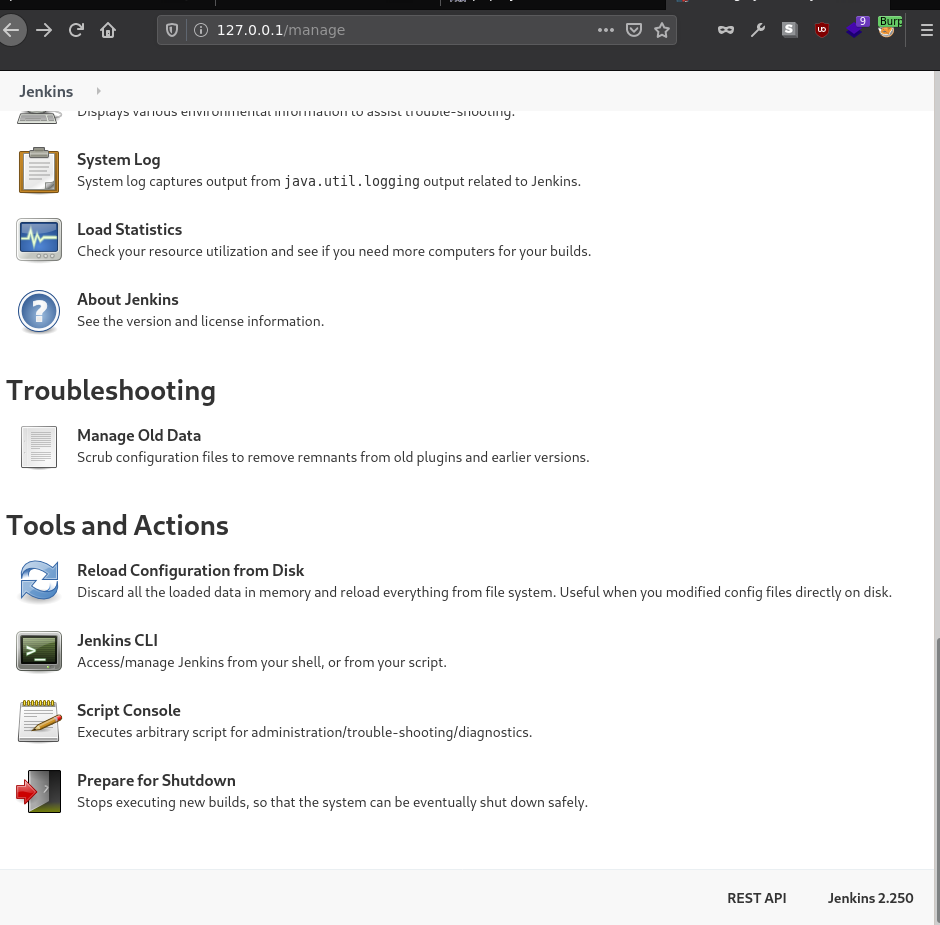 127.0.0.1/manage
9
Burp
S
Jenkins
Displays various environmental information to assist trouble-shooting.
System Log
System log captures output from java.util.logging output related to Jenkins.
Load Statistics
Check your resource utilization and see if you need more computers for your builds.
About Jenkins
See the version and license information.
Troubleshooting
Manage Old Data
Scrub configuration files to remove remnants from old plugins and earlier versions.
Tools and Actions
Reload Configuration from Disk
Discard all the loaded data in memory and reload everything from file system. Useful when you modified config files directly on disk.
Jenkins CLI
Access/manage Jenkins from your shell, or from your script.
Script Console
Executes arbitrary script for administration/trouble-shooting/diagnostics.
Prepare for Shutdown
Stops executing new builds, so that the system can be eventually shut down safely.
REST API Jenkins 2.250